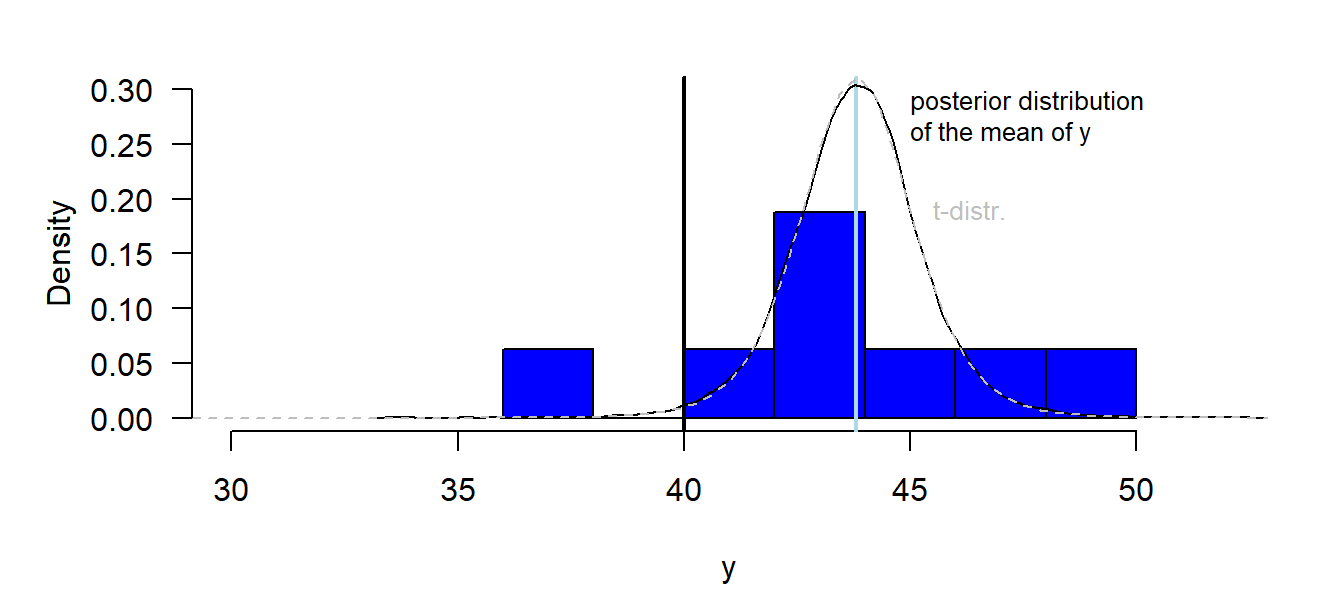 0.30
0.25
0.20
0.15
0.10
0.05
0.00
Density
posterior distribution
of the mean of y
t-distr.
30 35 40 45 50
y